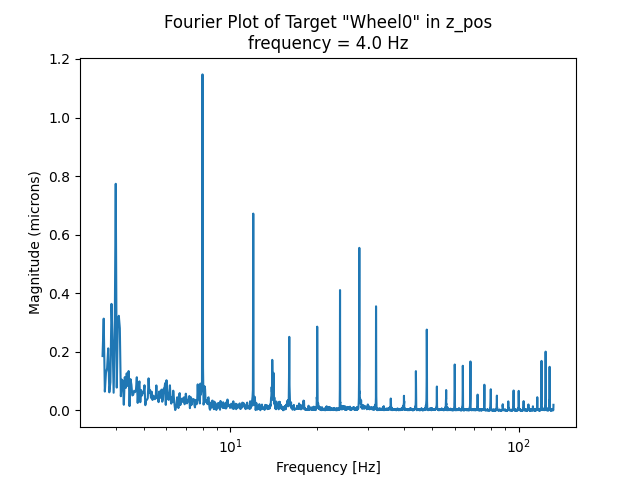 Fourier Plot of Target "Wheel0" in z_pos
frequency = 4.0 Hz
Magnitude (microns)
1.2
1.0
0.8
0.6
0.4
0.2
0.0
10¹
10²
Frequency [Hz]